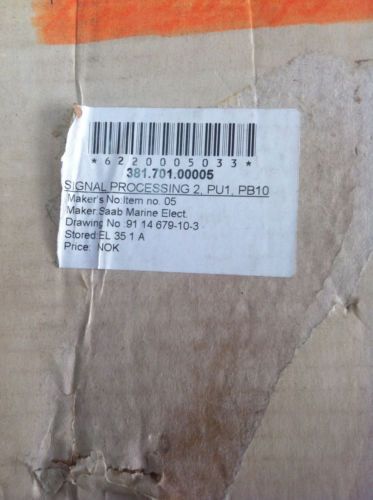 *6220005033*
381.701.00005
SIGNAL PROCESSING 2, PU1, PB10
Maker's No:Item no. 05
Maker:Saab Marine Elect.
Drawing No.:91 14 679-10-3
Stored:EL 35 1 A
Price: NOK